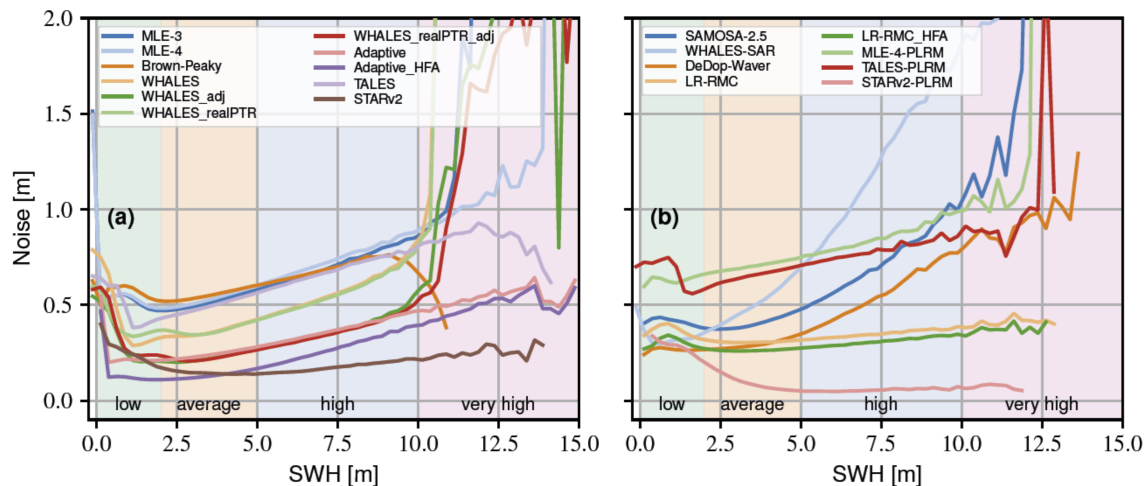 2.0
1.5
1.0
0.5
0.0
Noise [m]
MLE-3
MLE-4
Brown-Peaky
WHALES
WHALES_adj
WHALES_realPTR
WHALES_realPTR_adj
Adaptive
Adaptive_HFA
TALES
STARv2
(a)
low average high very high
0.0 2.5 5.0 7.5 10.0 12.5 15.0
SWH [m]
SAMOSA-2.5
WHALES-SAR
DeDop-Waver
LR-RMC
LR-RMC_HFA
MLE-4-PLRM
TALES-PLRM
STARv2-PLRM
(b)
low average high very high
0.0 2.5 5.0 7.5 10.0 12.5 15.0
SWH [m]